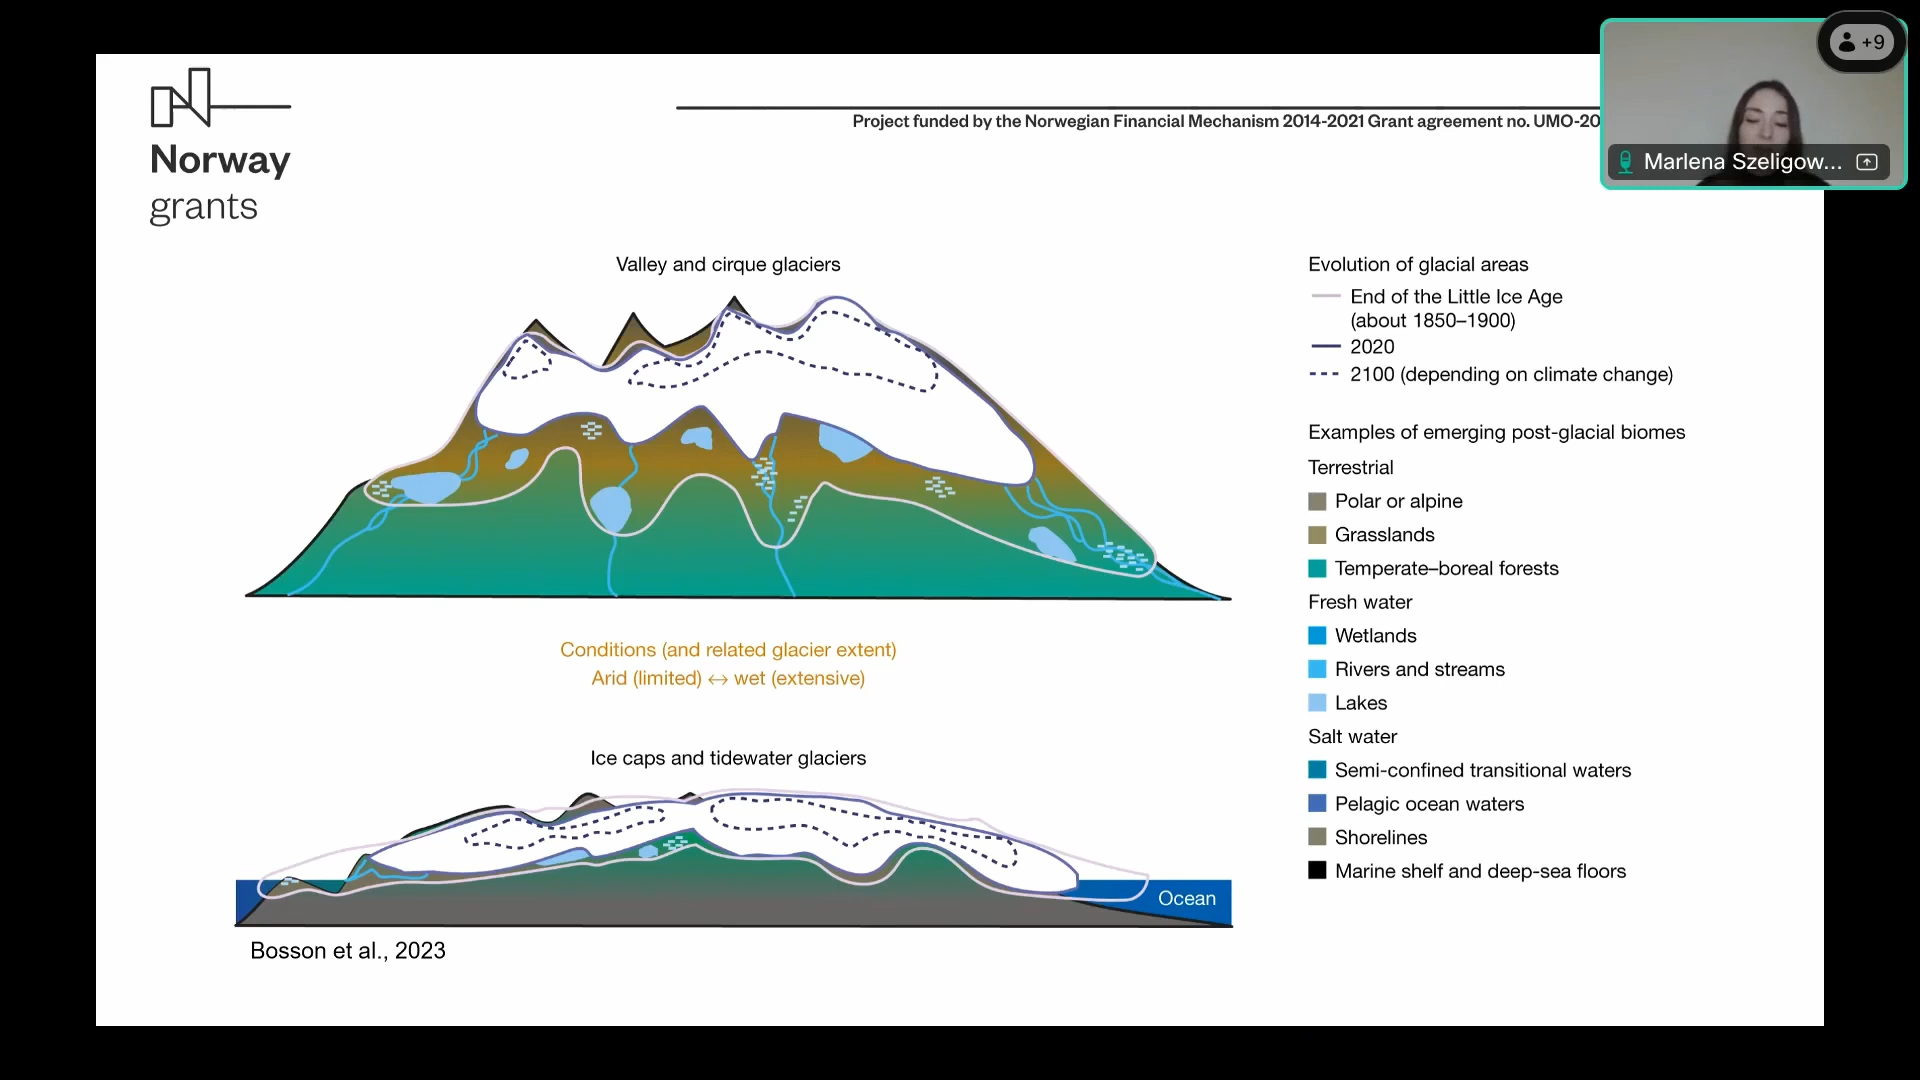 Norway
grants
Project funded by the Norwegian Financial Mechanism 2014-2021 Grant agreement no.
+9
Marlena Szeligow...
Valley and cirque glaciers
Conditions (and related glacier extent)
Arid (limited) ↔ wet (extensive)
Ice caps and tidewater glaciers
Ocean
Bosson et al., 2023
Evolution of glacial areas
End of the Little Ice Age
(about 1850–1900)
2020
2100 (depending on climate change)
Examples of emerging post-glacial biomes
Terrestrial
Polar or alpine
Grasslands
Temperate–boreal forests
Fresh water
Wetlands
Rivers and streams
Lakes
Salt water
Semi-confined transitional waters
Pelagic ocean waters
Shorelines
Marine shelf and deep-sea floors